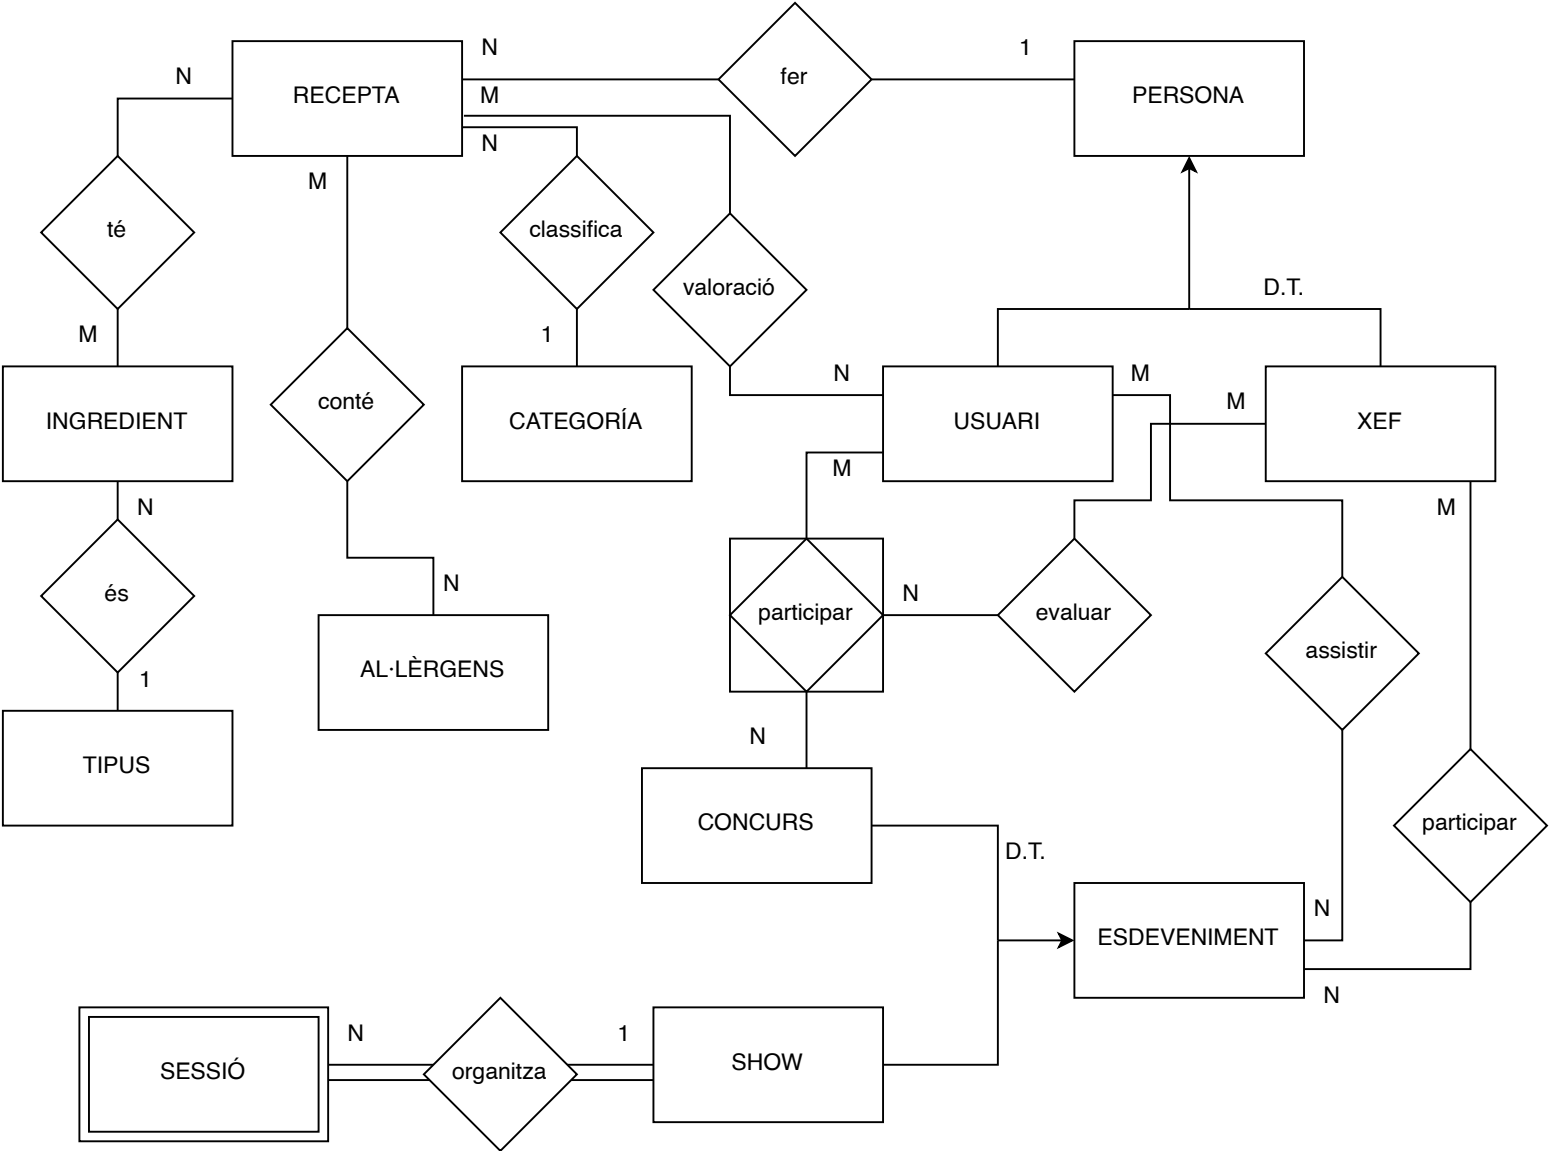 N
fer
1
N
RECEPTA
M
PERSONA
N
M
té
classifica
valoració
D.T.
M
1
N
M
M
INGREDIENT
conté
CATEGORÍA
USUARI
XEF
M
N
M
és
N
N
participar
evaluar
assistir
1
AL·LÈRGENS
TIPUS
N
CONCURS
participar
D.T.
N
ESDEVENIMENT
N
N
1
SESSIÓ
organitza
SHOW